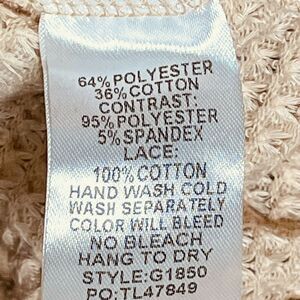 64% POLYESTER
36% COTTON
CONTRAST:
95% POLYESTER
5% SPANDEX
LACE:
100% COTTON
HAND WASH COLD
WASH SEPARATELY
COLOR WILL BLEED
NO BLEACH
HANG TO DRY
STYLE:G1850
PO:TL47849